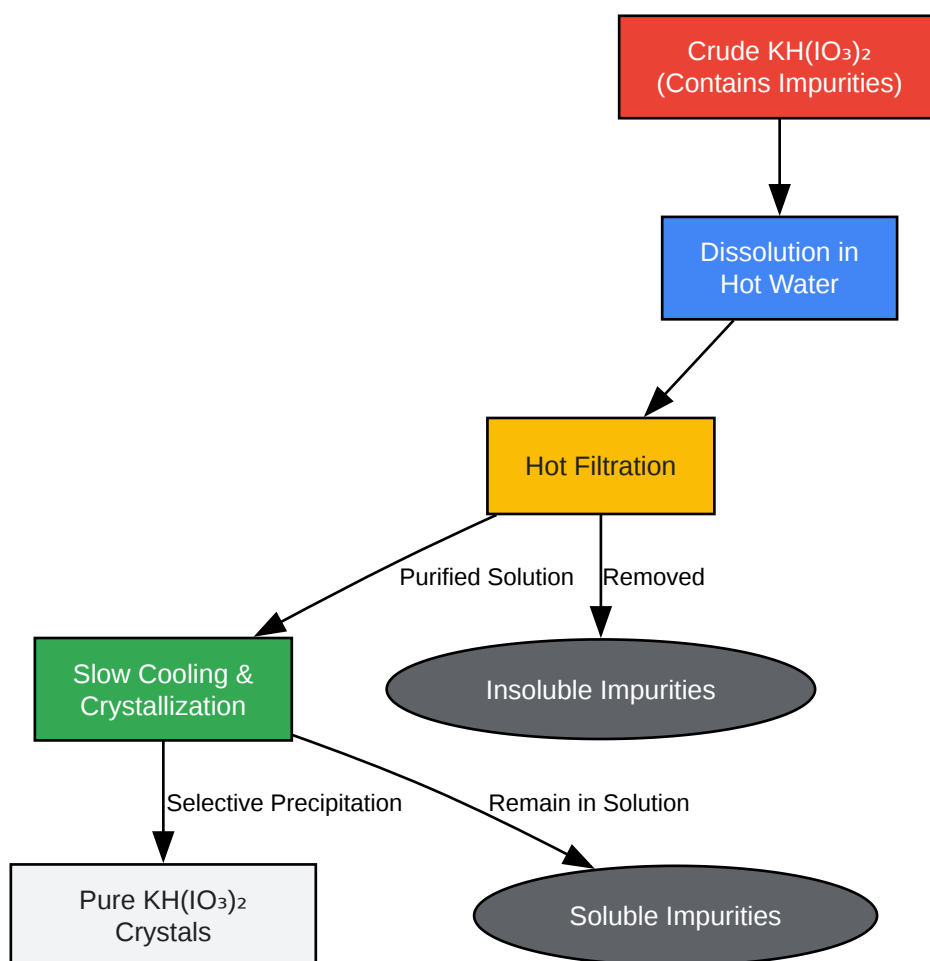 Crude KH(IO₃)₂
(Contains Impurities)
Dissolution in
Hot Water
Hot Filtration
Purified Solution
Removed
Slow Cooling &
Crystallization
Insoluble Impurities
Selective Precipitation
Remain in Solution
Pure KH(IO₃)₂
Crystals
Soluble Impurities